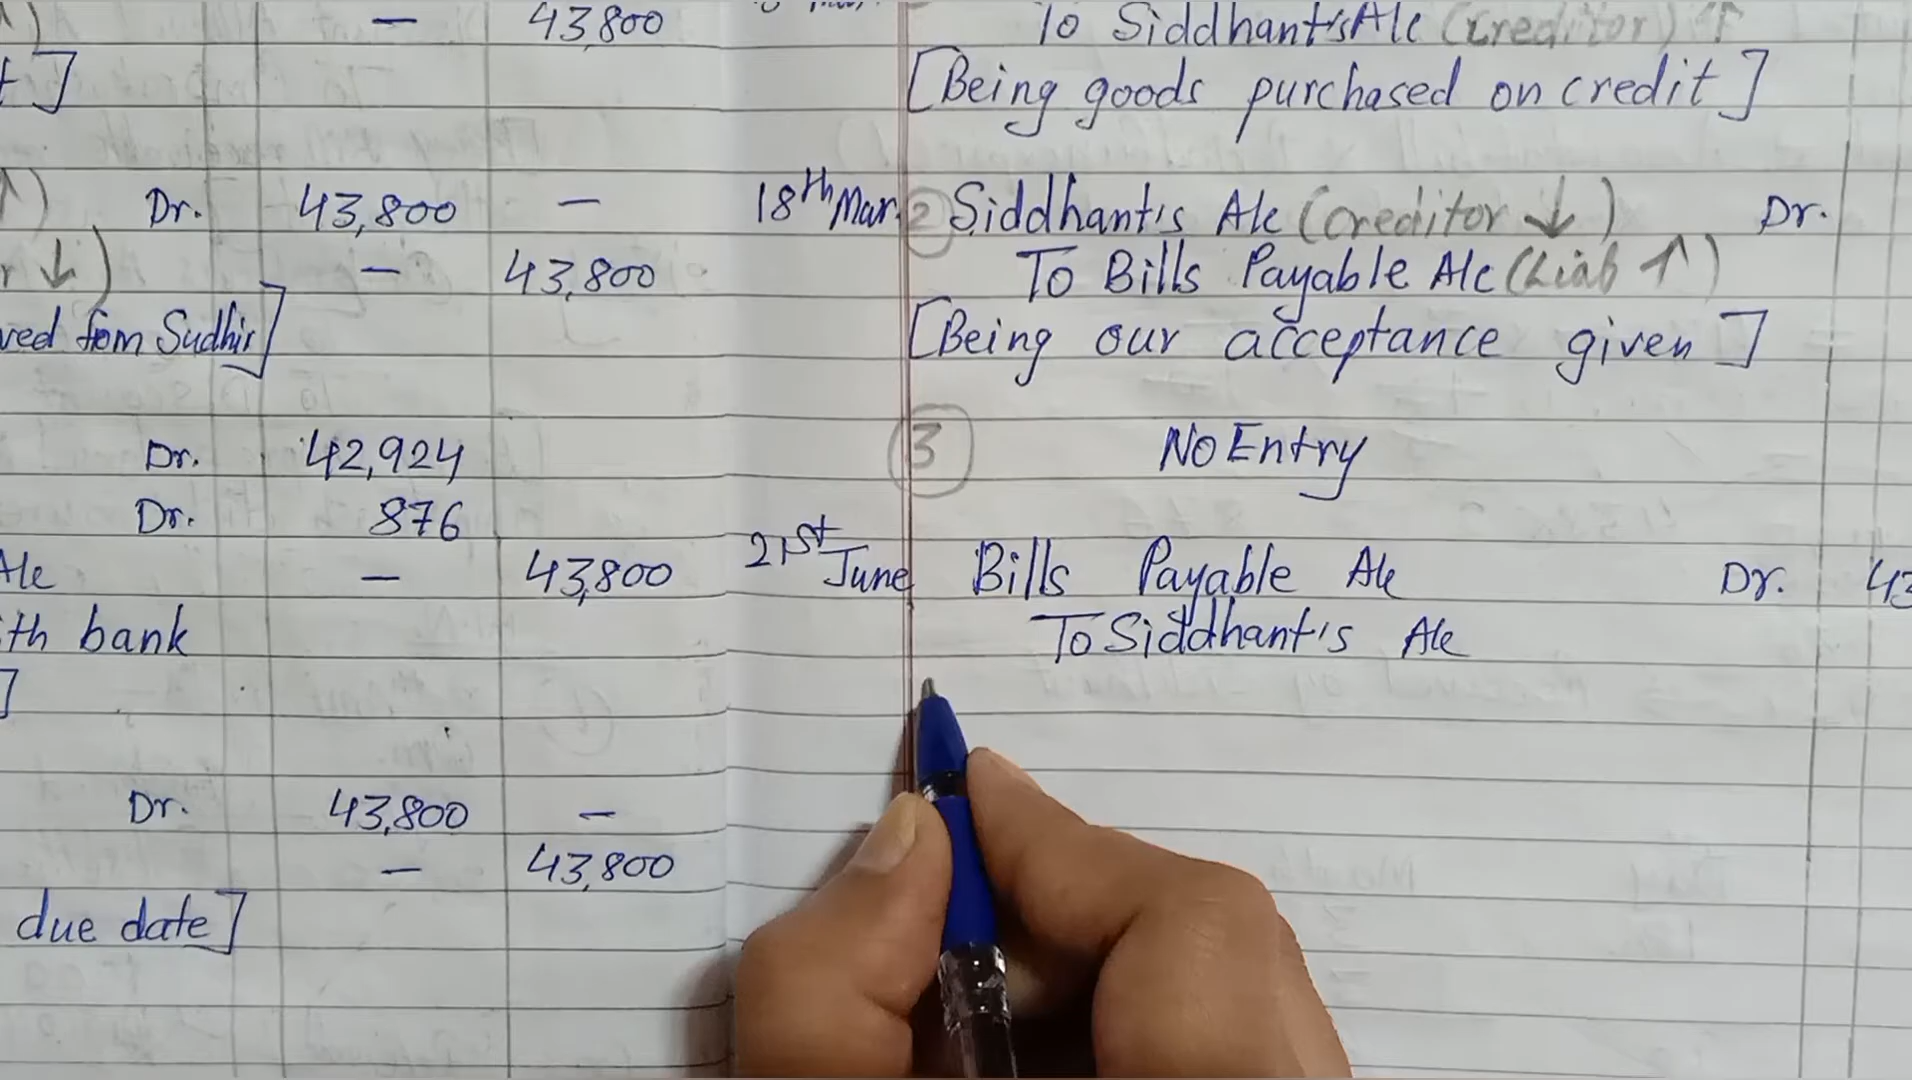 — 43,800
t]
Dr. 43,800 —
↓) — 43,800
ved from Sudhir]
Dr. 42,924
Dr. 876
A/c — 43,800
ith bank
]
Dr. 43,800 —
— 43,800
due date]
To Siddhant's A/c (Creditor) ↑
[Being goods purchased on credit]
18th Mar. 2 Siddhant's A/c (Creditor ↓) Dr.
To Bills Payable A/c (Liab ↑)
[Being our acceptance given]
3 No Entry
21st June Bills Payable A/c Dr. 43
To Siddhant's A/c